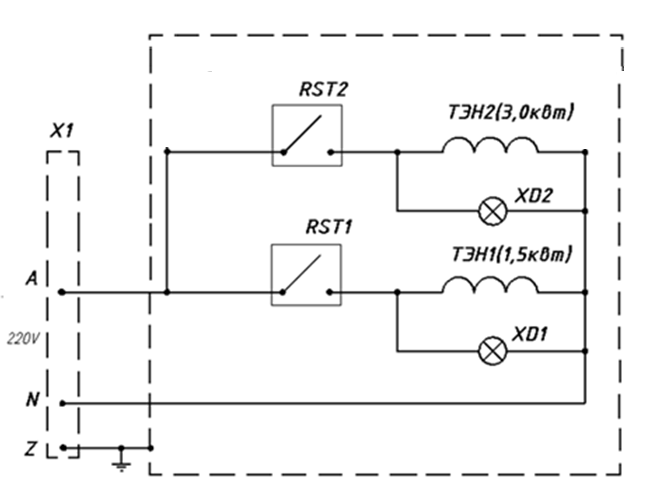 RST2
ТЭН2(3,0квт)
X1
XD2
RST1
ТЭН1(1,5квт)
A
220V
XD1
N
Z